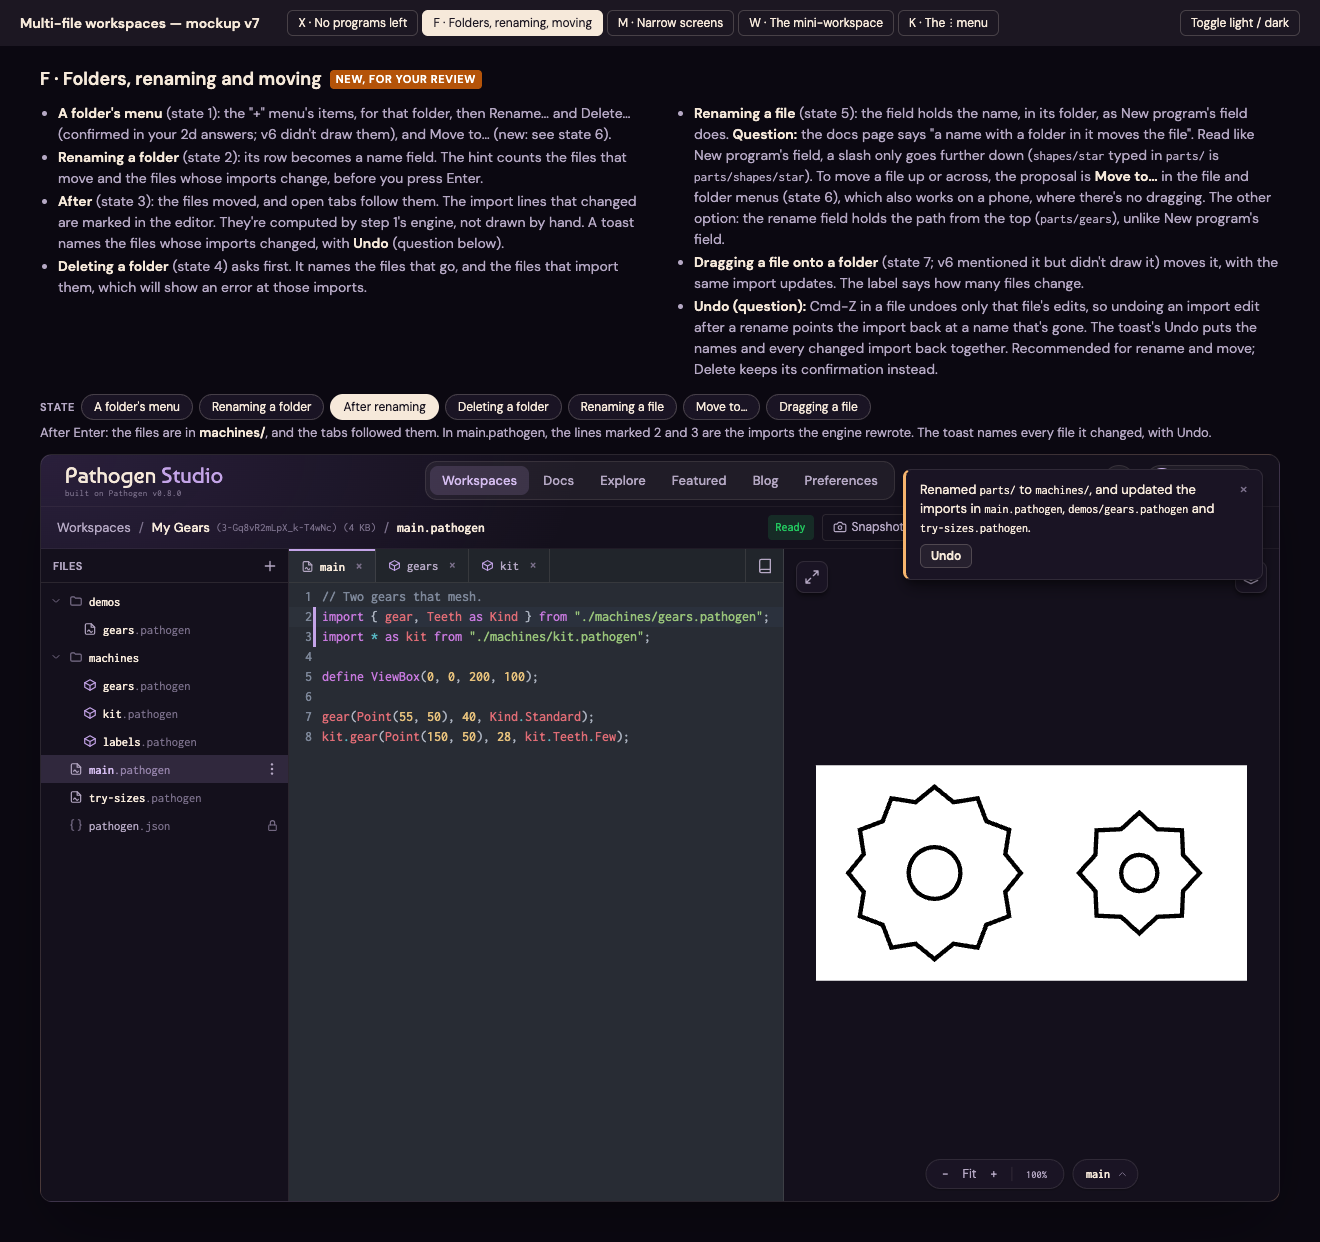 Multi-file workspaces — mockup v7
X · No programs left
F · Folders, renaming, moving
M · Narrow screens
W · The mini-workspace
K · The ⋮ menu
Toggle light / dark
F · Folders, renaming and moving
NEW, FOR YOUR REVIEW
• A folder's menu (state 1): the "+" menu's items, for that folder, then Rename… and Delete…
(confirmed in your 2d answers; v6 didn't draw them), and Move to… (new: see state 6).
• Renaming a folder (state 2): its row becomes a name field. The hint counts the files that
move and the files whose imports change, before you press Enter.
• After (state 3): the files moved, and open tabs follow them. The import lines that changed
are marked in the editor. They're computed by step 1's engine, not drawn by hand. A toast
names the files whose imports changed, with Undo (question below).
• Deleting a folder (state 4) asks first. It names the files that go, and the files that import
them, which will show an error at those imports.
• Renaming a file (state 5): the field holds the name, in its folder, as New program's field
does. Question: the docs page says "a name with a folder in it moves the file". Read like
New program's field, a slash only goes further down (shapes/star typed in parts/ is
parts/shapes/star). To move a file up or across, the proposal is Move to… in the file and
folder menus (state 6), which also works on a phone, where there's no dragging. The other
option: the rename field holds the path from the top (parts/gears), unlike New program's
field.
• Dragging a file onto a folder (state 7; v6 mentioned it but didn't draw it) moves it, with the
same import updates. The label says how many files change.
• Undo (question): Cmd-Z in a file undoes only that file's edits, so undoing an import edit
after a rename points the import back at a name that's gone. The toast's Undo puts the
names and every changed import back together. Recommended for rename and move;
Delete keeps its confirmation instead.
STATE
A folder's menu
Renaming a folder
After renaming
Deleting a folder
Renaming a file
Move to…
Dragging a file
After Enter: the files are in machines/, and the tabs followed them. In main.pathogen, the lines marked 2 and 3 are the imports the engine rewrote. The toast names every file it changed, with Undo.
Pathogen Studio
built on Pathogen v0.8.0
Workspaces
Docs
Explore
Featured
Blog
Preferences
Renamed parts/ to machines/, and updated the
imports in main.pathogen, demos/gears.pathogen and
try-sizes.pathogen.
×
Undo
Workspaces / My Gears (3-Gq8vR2mLpX_k-T4wNc) (4 KB) / main.pathogen
Ready
Snapshot
FILES
+
main ×
gears ×
kit ×
demos
gears.pathogen
machines
gears.pathogen
kit.pathogen
labels.pathogen
main.pathogen ⋮
try-sizes.pathogen
{} pathogen.json
1 // Two gears that mesh.
2 import { gear, Teeth as Kind } from "./machines/gears.pathogen";
3 import * as kit from "./machines/kit.pathogen";
4
5 define ViewBox(0, 0, 200, 100);
6
7 gear(Point(55, 50), 40, Kind.Standard);
8 kit.gear(Point(150, 50), 28, kit.Teeth.Few);
− Fit + 100%
main